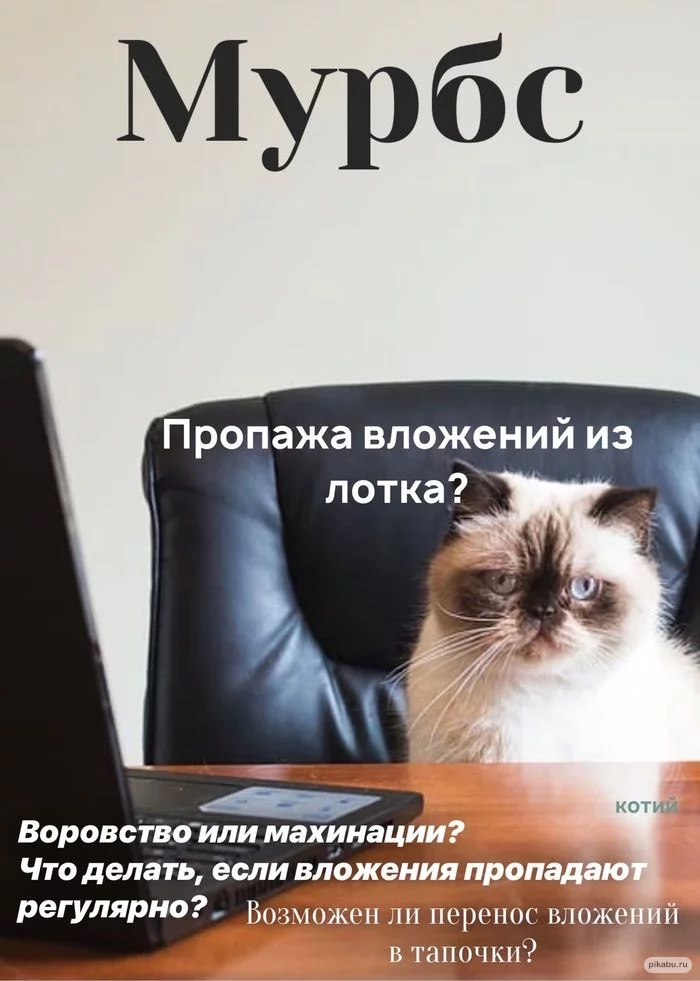 Мурбс
Пропажа вложений из
лотка?
котий
Воровство или махинации?
Что делать, если вложения пропадают
регулярно?
Возможен ли перенос вложений
в тапочки?
pikabu.ru